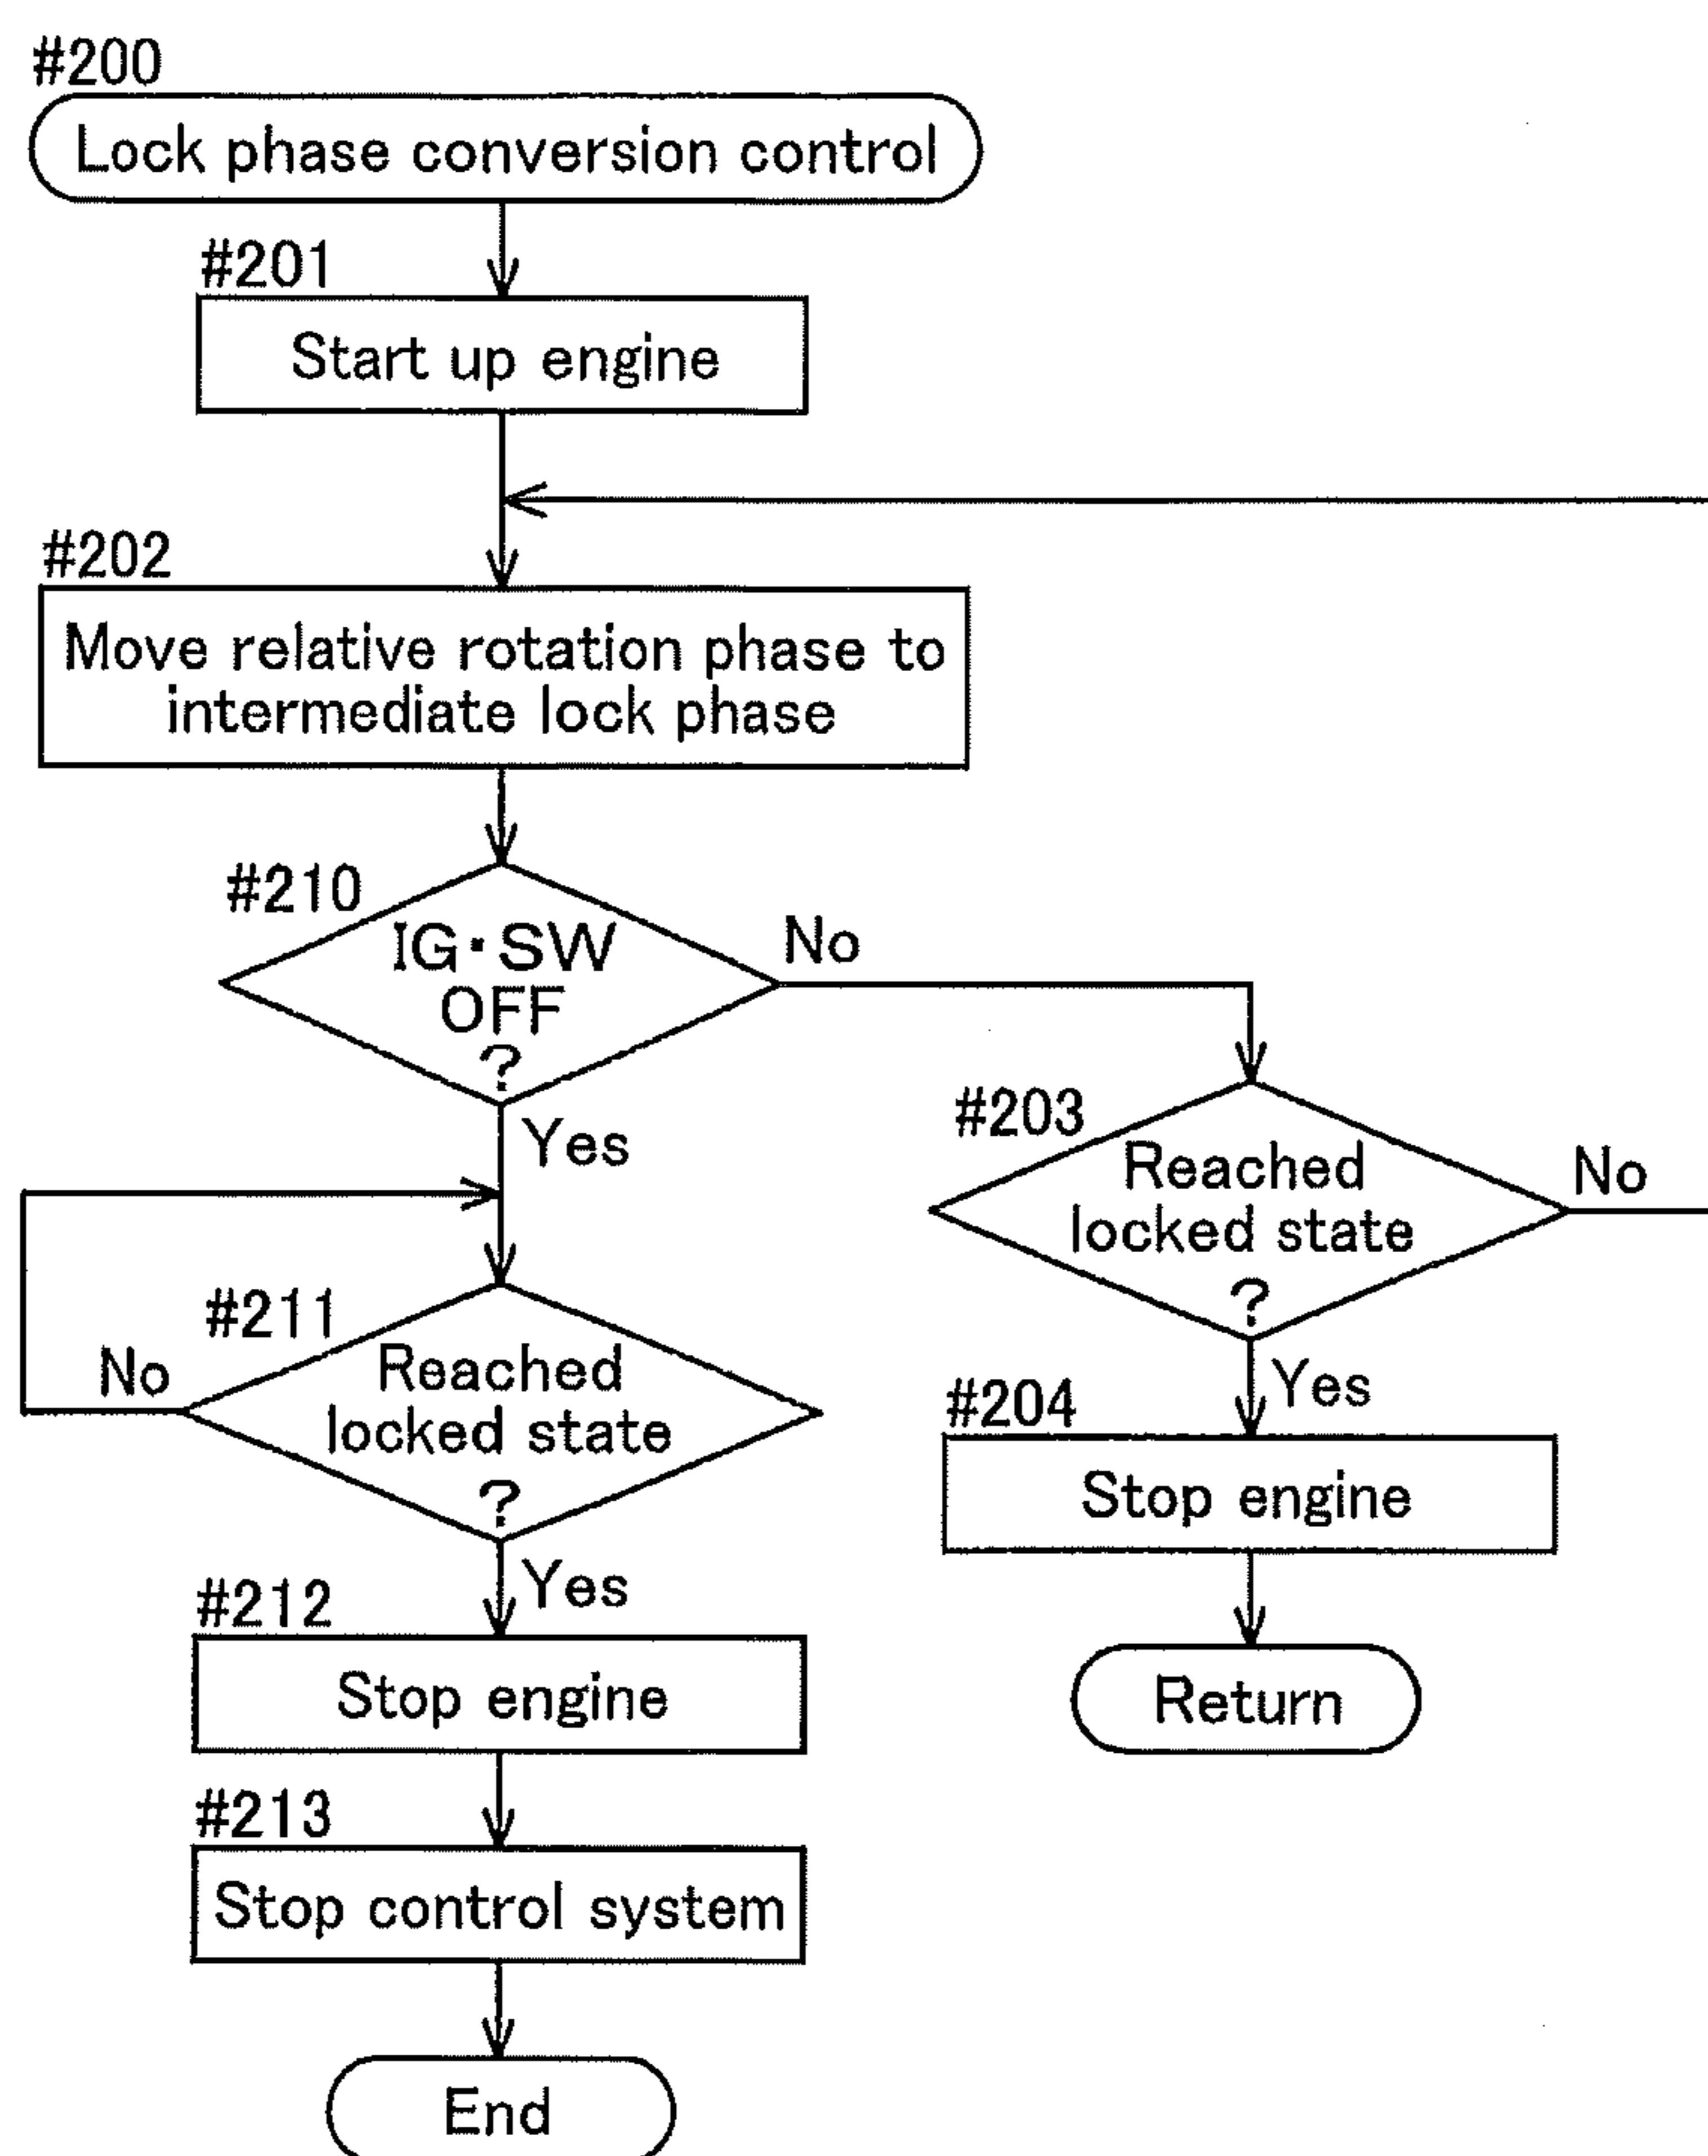 #200
Lock phase conversion control
#201
Start up engine
#202
Move relative rotation phase to
intermediate lock phase
#210
IG·SW
OFF
?
No
Yes
#203
Reached
locked state
?
No
Yes
#211
Reached
locked state
?
No
Yes
#204
Stop engine
Return
#212
Stop engine
#213
Stop control system
End